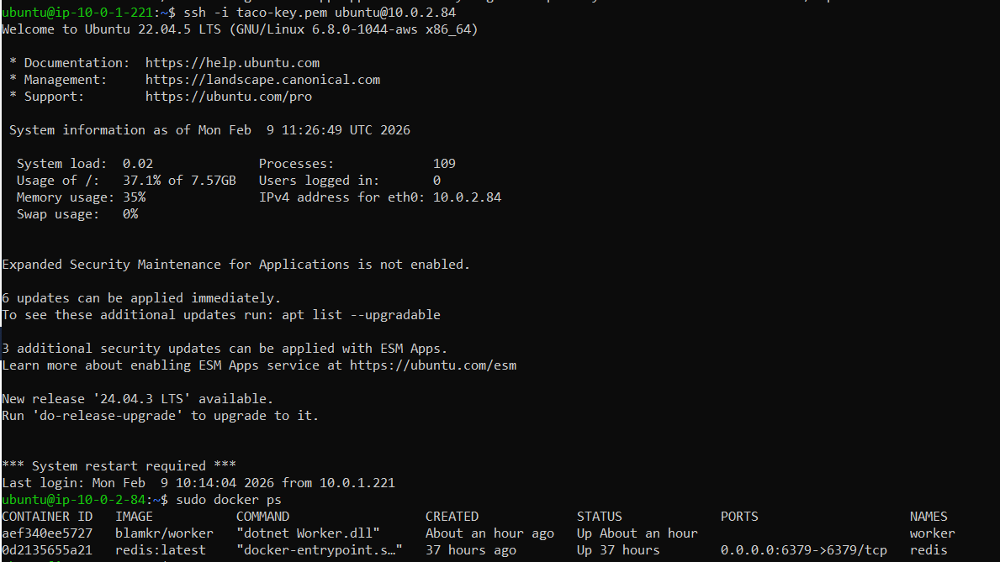 ubuntu@ip-10-0-1-221:~$ ssh -i taco-key.pem ubuntu@10.0.2.84
Welcome to Ubuntu 22.04.5 LTS (GNU/Linux 6.8.0-1044-aws x86_64)
* Documentation: https://help.ubuntu.com
* Management: https://landscape.canonical.com
* Support: https://ubuntu.com/pro
System information as of Mon Feb 9 11:26:49 UTC 2026
System load: 0.02 Processes: 109
Usage of /: 37.1% of 7.57GB Users logged in: 0
Memory usage: 35% IPv4 address for eth0: 10.0.2.84
Swap usage: 0%
Expanded Security Maintenance for Applications is not enabled.
6 updates can be applied immediately.
To see these additional updates run: apt list --upgradable
3 additional security updates can be applied with ESM Apps.
Learn more about enabling ESM Apps service at https://ubuntu.com/esm
New release '24.04.3 LTS' available.
Run 'do-release-upgrade' to upgrade to it.
*** System restart required ***
Last login: Mon Feb 9 10:14:04 2026 from 10.0.1.221
ubuntu@ip-10-0-2-84:~$ sudo docker ps
CONTAINER ID IMAGE COMMAND CREATED STATUS PORTS NAMES
aef340ee5727 blamkr/worker "dotnet Worker.dll" About an hour ago Up About an hour worker
0d2135655a21 redis:latest "docker-entrypoint.s…" 37 hours ago Up 37 hours 0.0.0.0:6379->6379/tcp redis